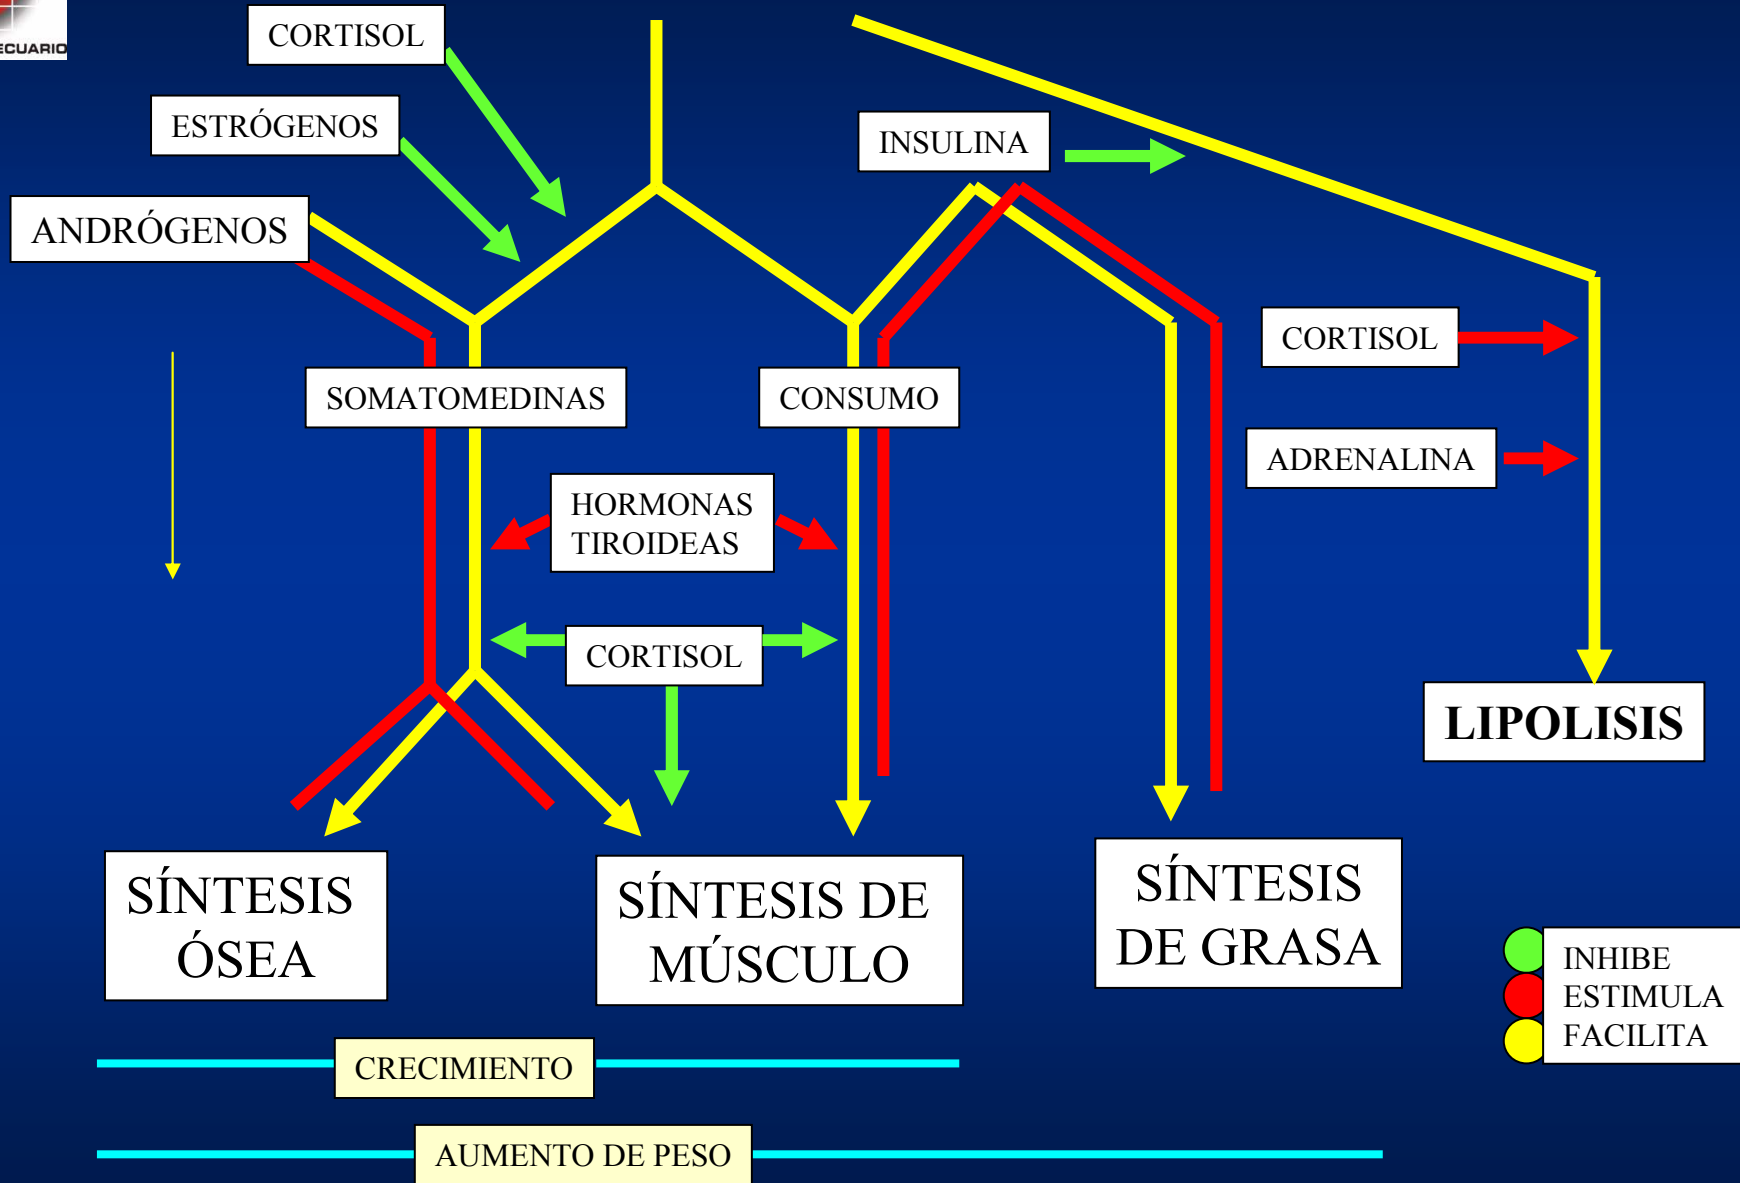 ECUARIO
CORTISOL
ESTRÓGENOS
INSULINA
ANDRÓGENOS
CORTISOL
SOMATOMEDINAS
CONSUMO
ADRENALINA
HORMONAS
TIROIDEAS
CORTISOL
LIPOLISIS
SÍNTESIS
ÓSEA
SÍNTESIS DE
MÚSCULO
SÍNTESIS
DE GRASA
INHIBE
ESTIMULA
FACILITA
CRECIMIENTO
AUMENTO DE PESO